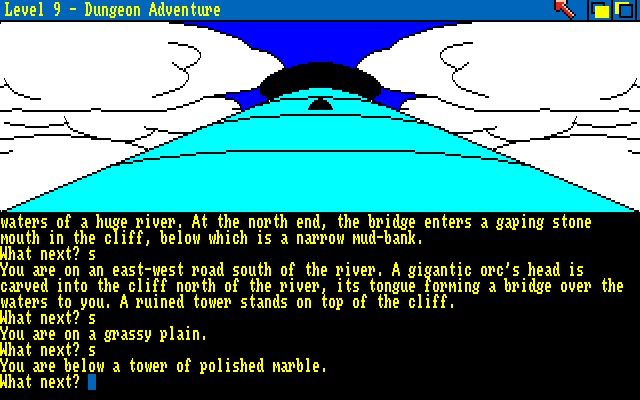 Level 9 - Dungeon Adventure
waters of a huge river. At the north end, the bridge enters a gaping stone
mouth in the cliff, below which is a narrow mud-bank.
What next? s
You are on an east-west road south of the river. A gigantic orc's head is
carved into the cliff north of the river, its tongue forming a bridge over the
waters to you. A ruined tower stands on top of the cliff.
What next? s
You are on a grassy plain.
What next? s
You are below a tower of polished marble.
What next?